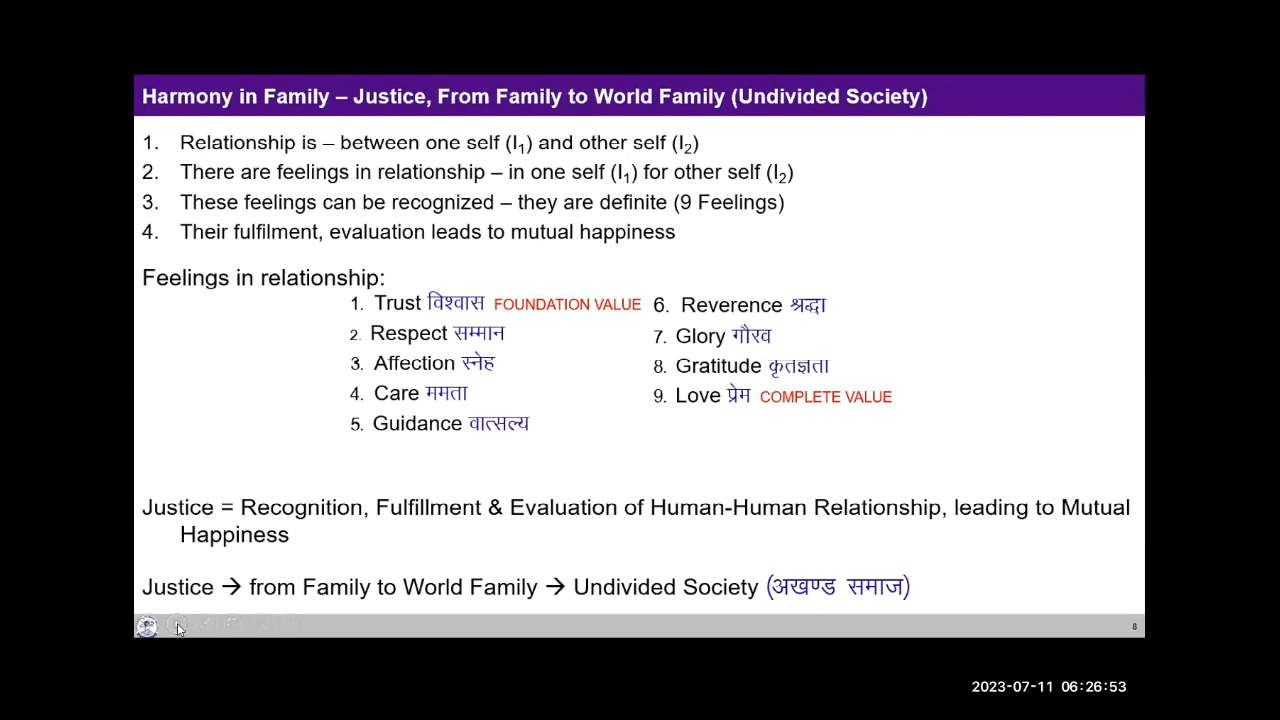 Harmony in Family – Justice, From Family to World Family (Undivided Society)
1. Relationship is – between one self (I1) and other self (I2)
2. There are feelings in relationship – in one self (I1) for other self (I2)
3. These feelings can be recognized – they are definite (9 Feelings)
4. Their fulfilment, evaluation leads to mutual happiness
Feelings in relationship:
1. Trust विश्वास FOUNDATION VALUE
2. Respect सम्मान
3. Affection स्नेह
4. Care ममता
5. Guidance वात्सल्य
6. Reverence श्रद्धा
7. Glory गौरव
8. Gratitude कृतज्ञता
9. Love प्रेम COMPLETE VALUE
Justice = Recognition, Fulfillment & Evaluation of Human-Human Relationship, leading to Mutual
Happiness
Justice → from Family to World Family → Undivided Society (अखण्ड समाज)
8
2023-07-11 06:26:53